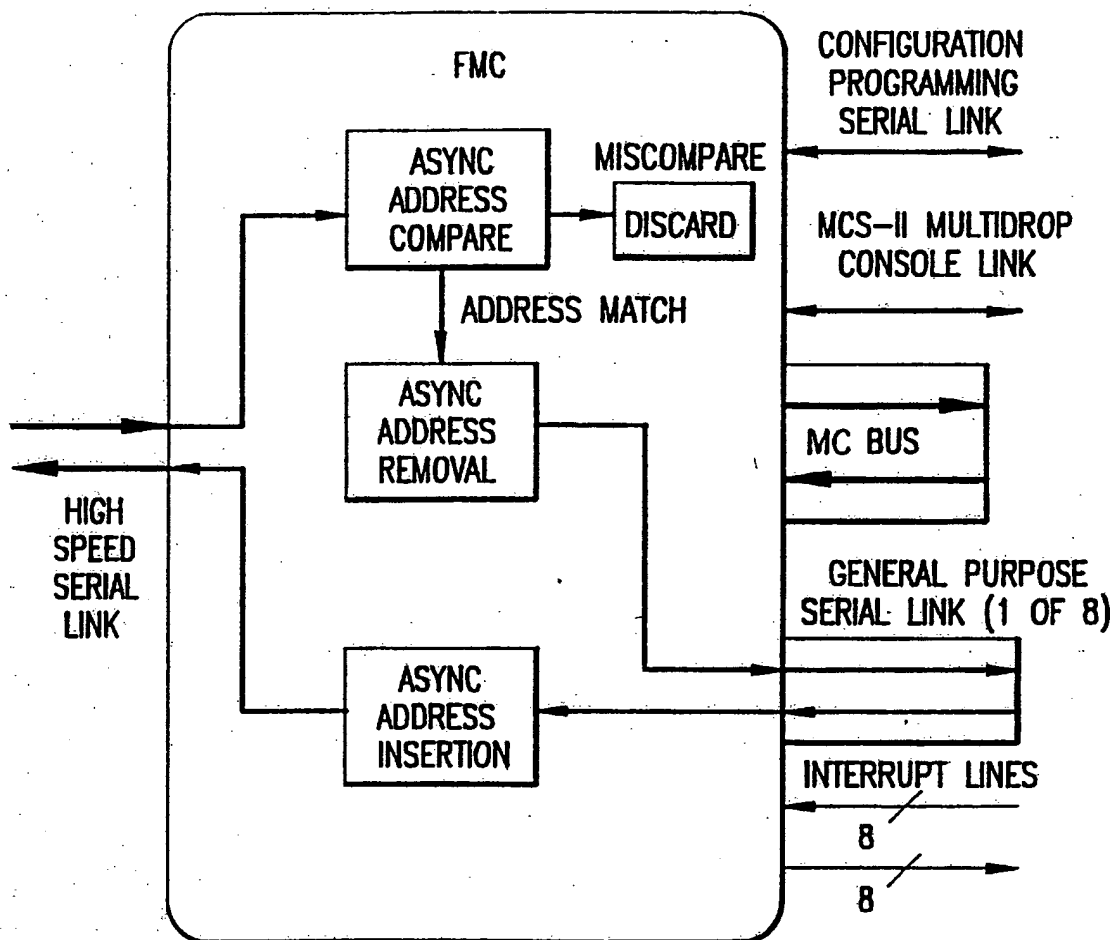 FMC
ASYNC
ADDRESS
COMPARE
MISCOMPARE
DISCARD
ADDRESS MATCH
ASYNC
ADDRESS
REMOVAL
ASYNC
ADDRESS
INSERTION
HIGH
SPEED
SERIAL
LINK
CONFIGURATION
PROGRAMMING
SERIAL LINK
MCS-II MULTIDROP
CONSOLE LINK
MC BUS
GENERAL PURPOSE
SERIAL LINK (1 OF 8)
INTERRUPT LINES
8
8